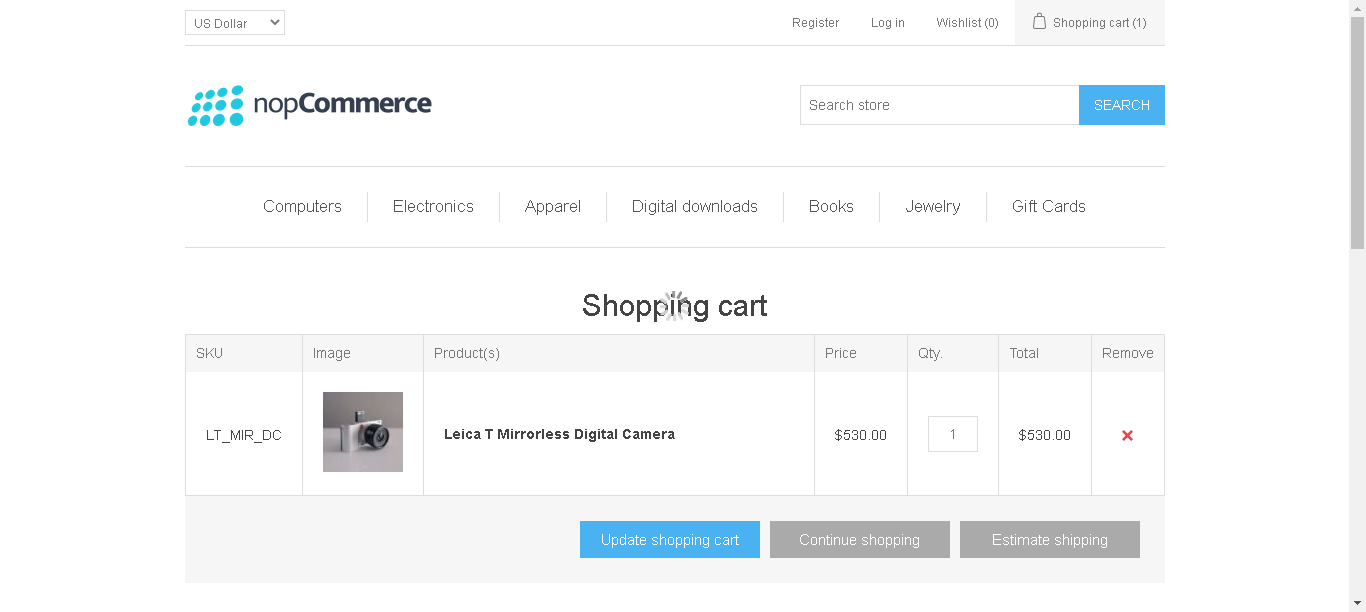 US Dollar
Register Log in Wishlist (0) Shopping cart (1)
nopCommerce
Search store SEARCH
Computers Electronics Apparel Digital downloads Books Jewelry Gift Cards
Shopping cart
SKU Image Product(s) Price Qty. Total Remove
LT_MIR_DC Leica T Mirrorless Digital Camera $530.00 1 $530.00
Update shopping cart Continue shopping Estimate shipping